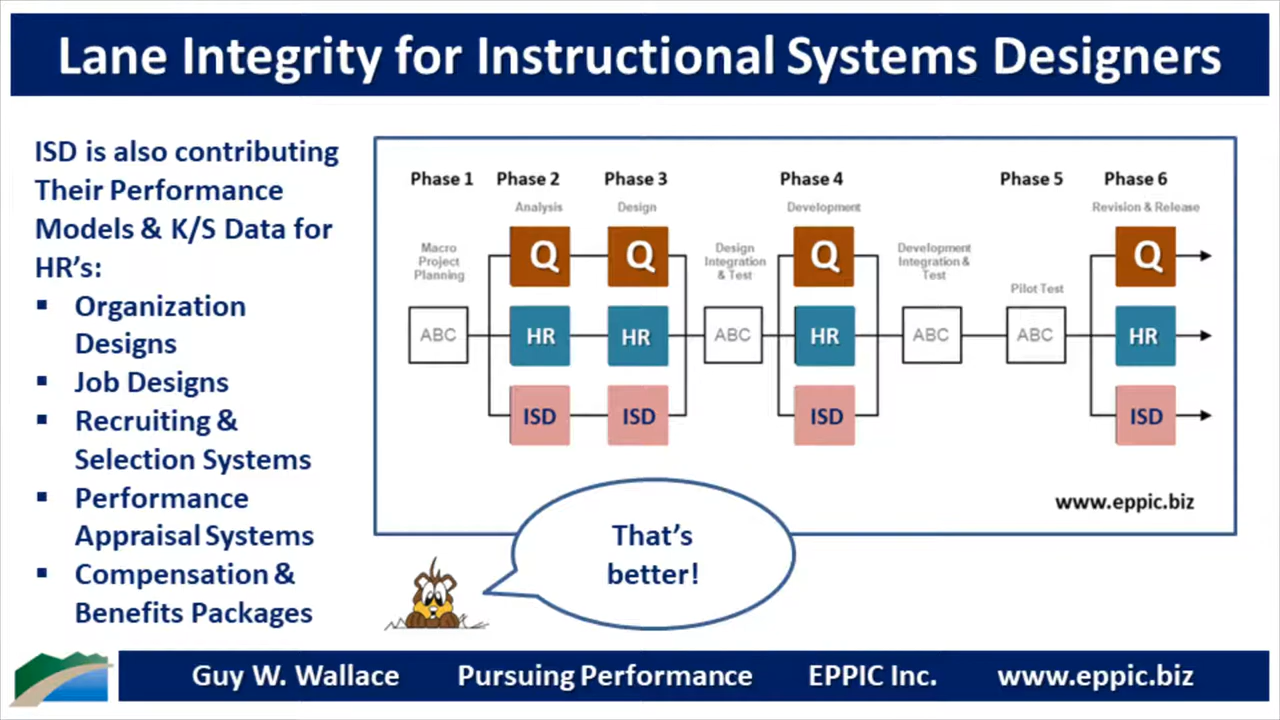 Lane Integrity for Instructional Systems Designers
ISD is also contributing
Their Performance
Models & K/S Data for
HR's:
▪ Organization
Designs
▪ Job Designs
▪ Recruiting &
Selection Systems
▪ Performance
Appraisal Systems
▪ Compensation &
Benefits Packages
Phase 1 Phase 2 Phase 3 Phase 4 Phase 5 Phase 6
Analysis Design Development Revision & Release
Macro
Project
Planning
Q Q
Design
Integration
& Test
Q
Development
Integration &
Test
Pilot Test
Q
ABC HR HR ABC HR ABC ABC HR
ISD ISD ISD ISD
www.eppic.biz
That's
better!
Guy W. Wallace Pursuing Performance EPPIC Inc. www.eppic.biz